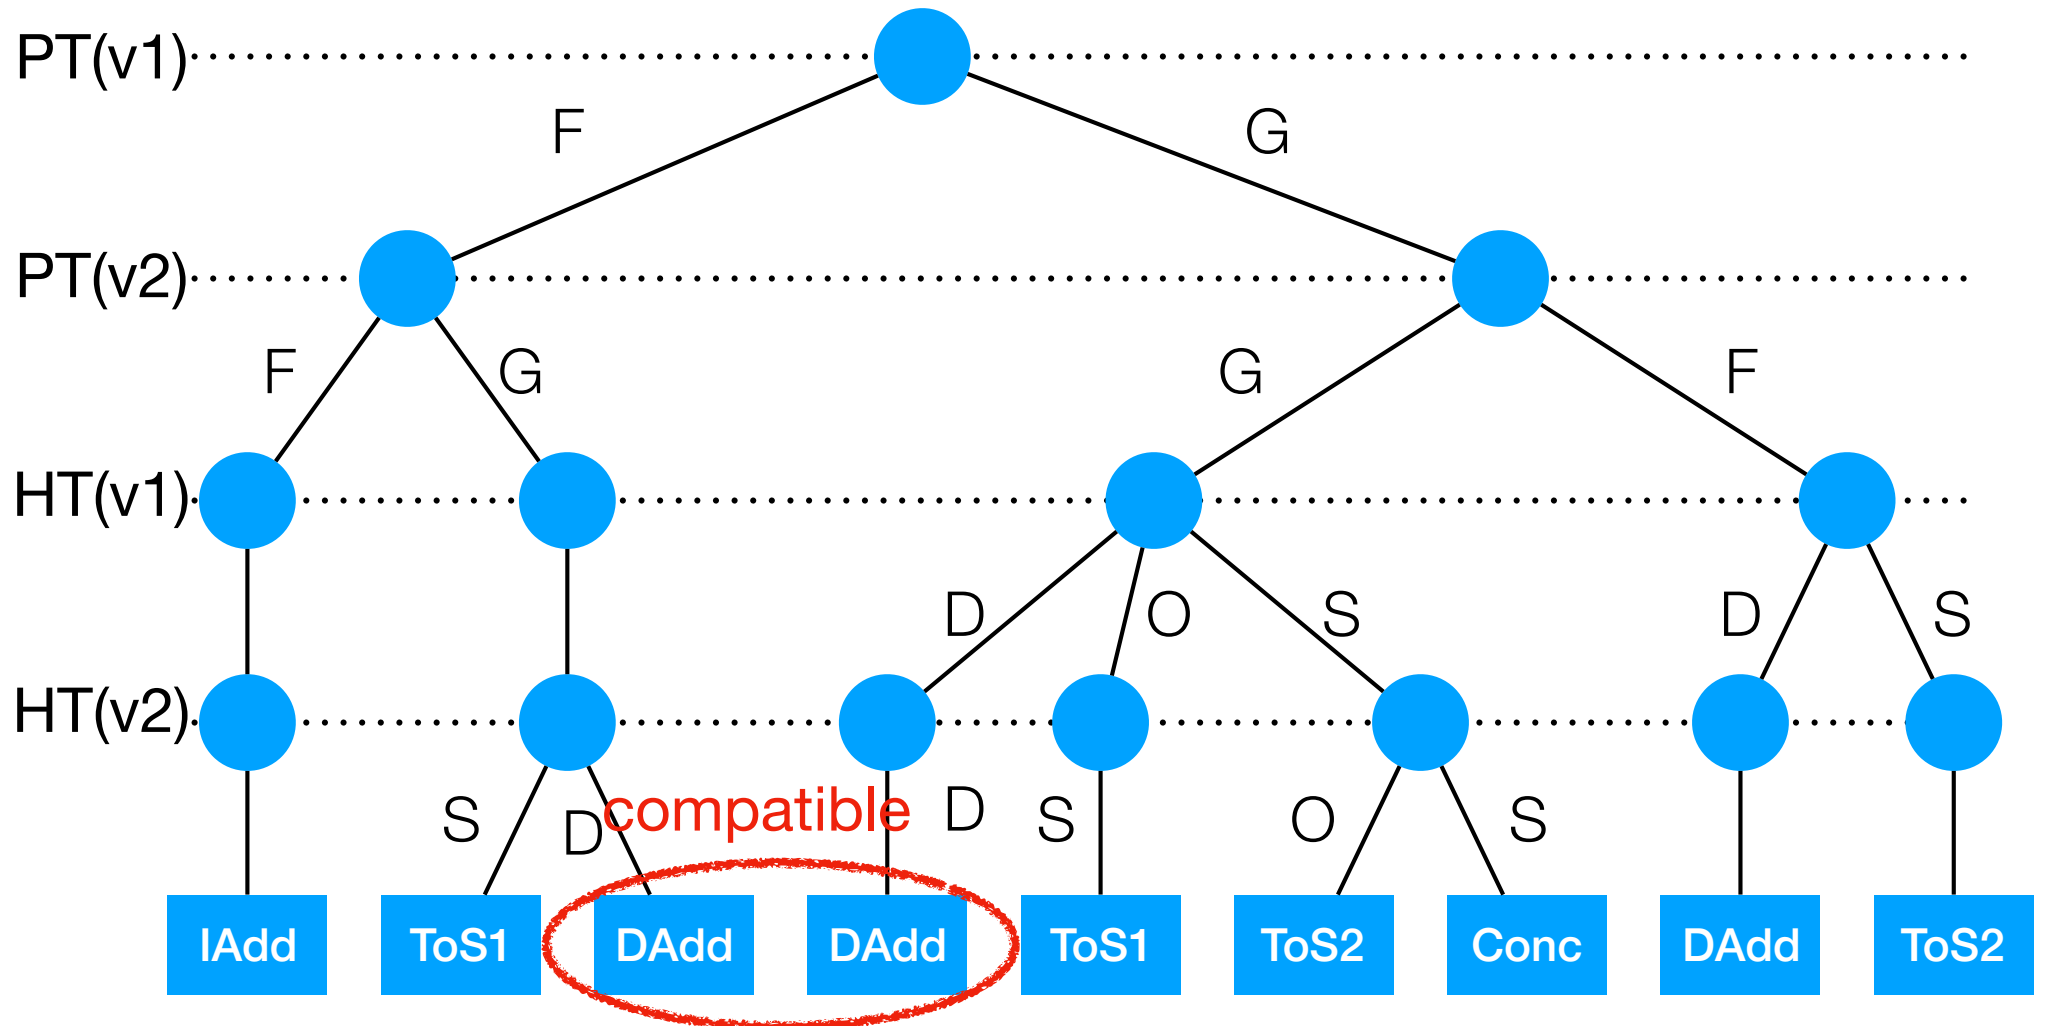 PT(v1)
F G
PT(v2)
F G G F
HT(v1)
D O S D S
HT(v2)
compatible
S D D S O S
IAdd ToS1 DAdd DAdd ToS1 ToS2 Conc DAdd ToS2